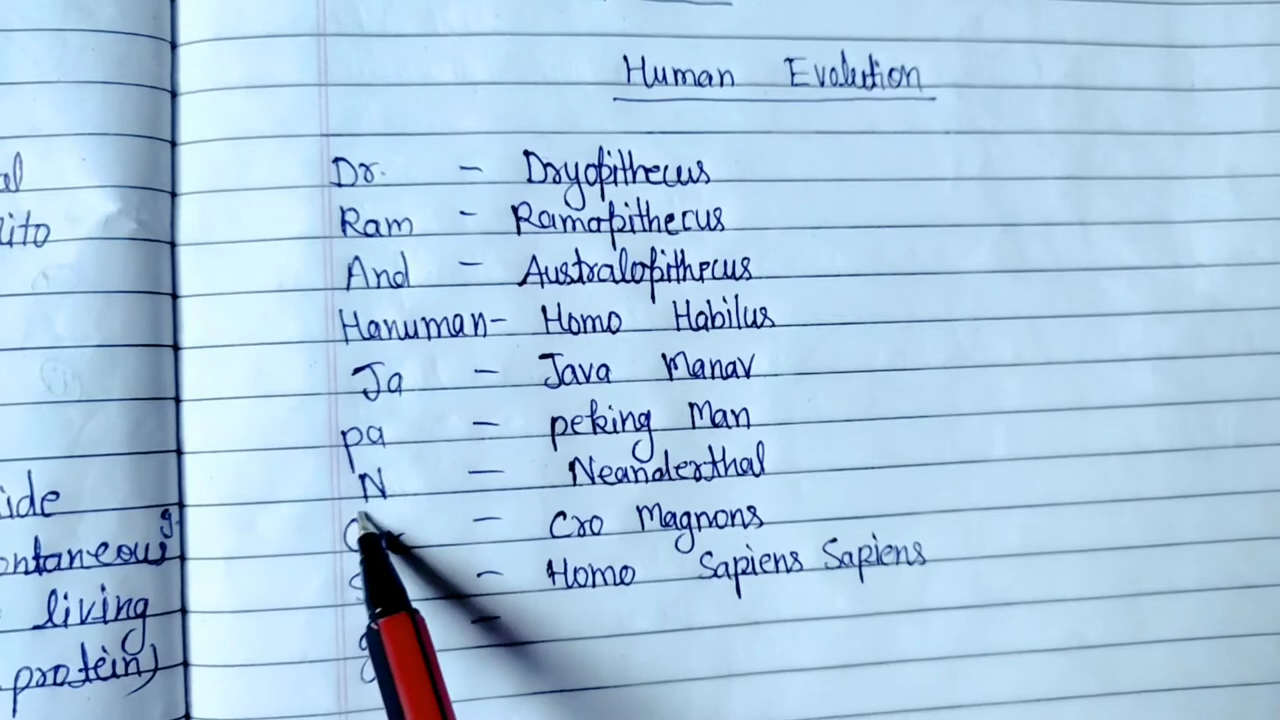 Human Evolution
Dr. - Dryopithecus
Ram - Ramapithecus
And - Australopithecus
Hanuman - Homo Habilus
Ja - Java Manav
pa - peking Man
N - Neanderthal
- Cro Magnons
- Homo Sapiens Sapiens
-
ide
ontaneous
living
protein)